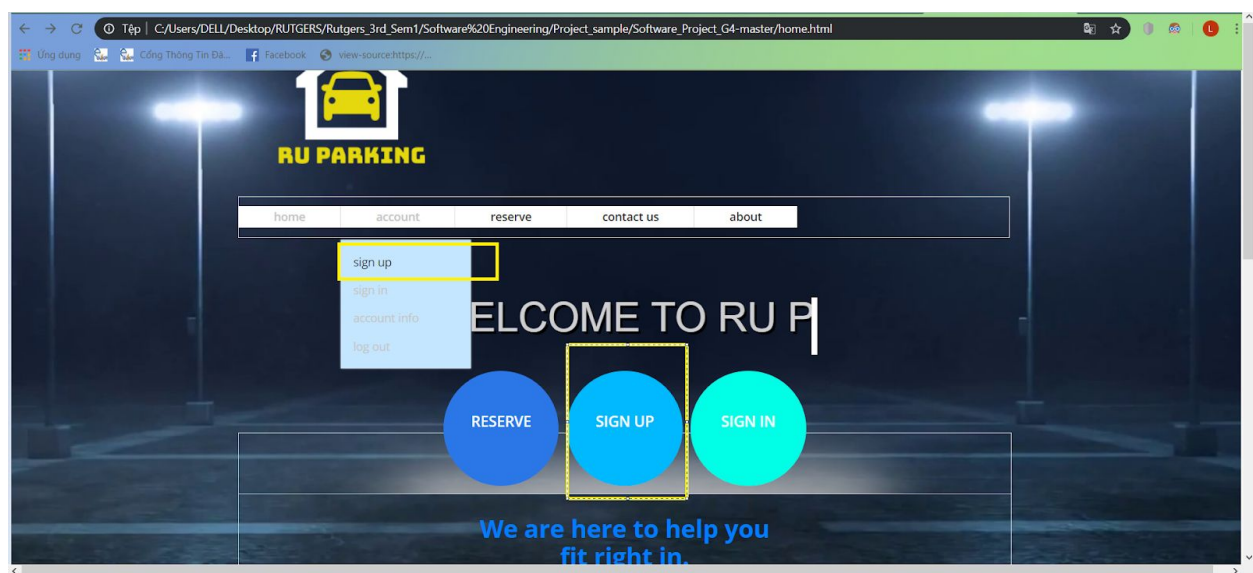 Tệp | C:/Users/DELL/Desktop/RUTGERS/Rutgers_3rd_Sem1/Software%20Engineering/Project_sample/Software_Project_G4-master/home.html
L
Ứng dụng Cổng Thông Tin Đà... Facebook view-source:https://...
RU PARKING
home account reserve contact us about
sign up
sign in
account info
log out
ELCOME TO RU P
RESERVE SIGN UP SIGN IN
We are here to help you
fit right in.